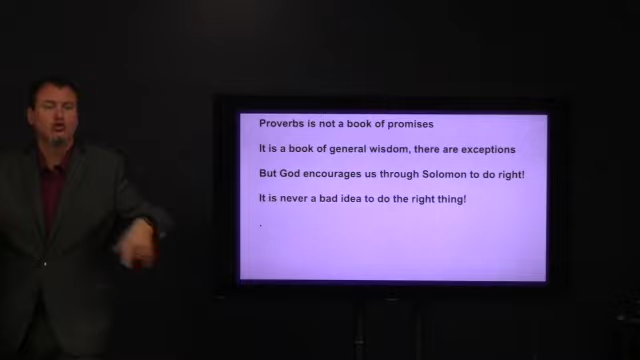 Proverbs is not a book of promises
It is a book of general wisdom, there are exceptions
But God encourages us through Solomon to do right!
It is never a bad idea to do the right thing!
.